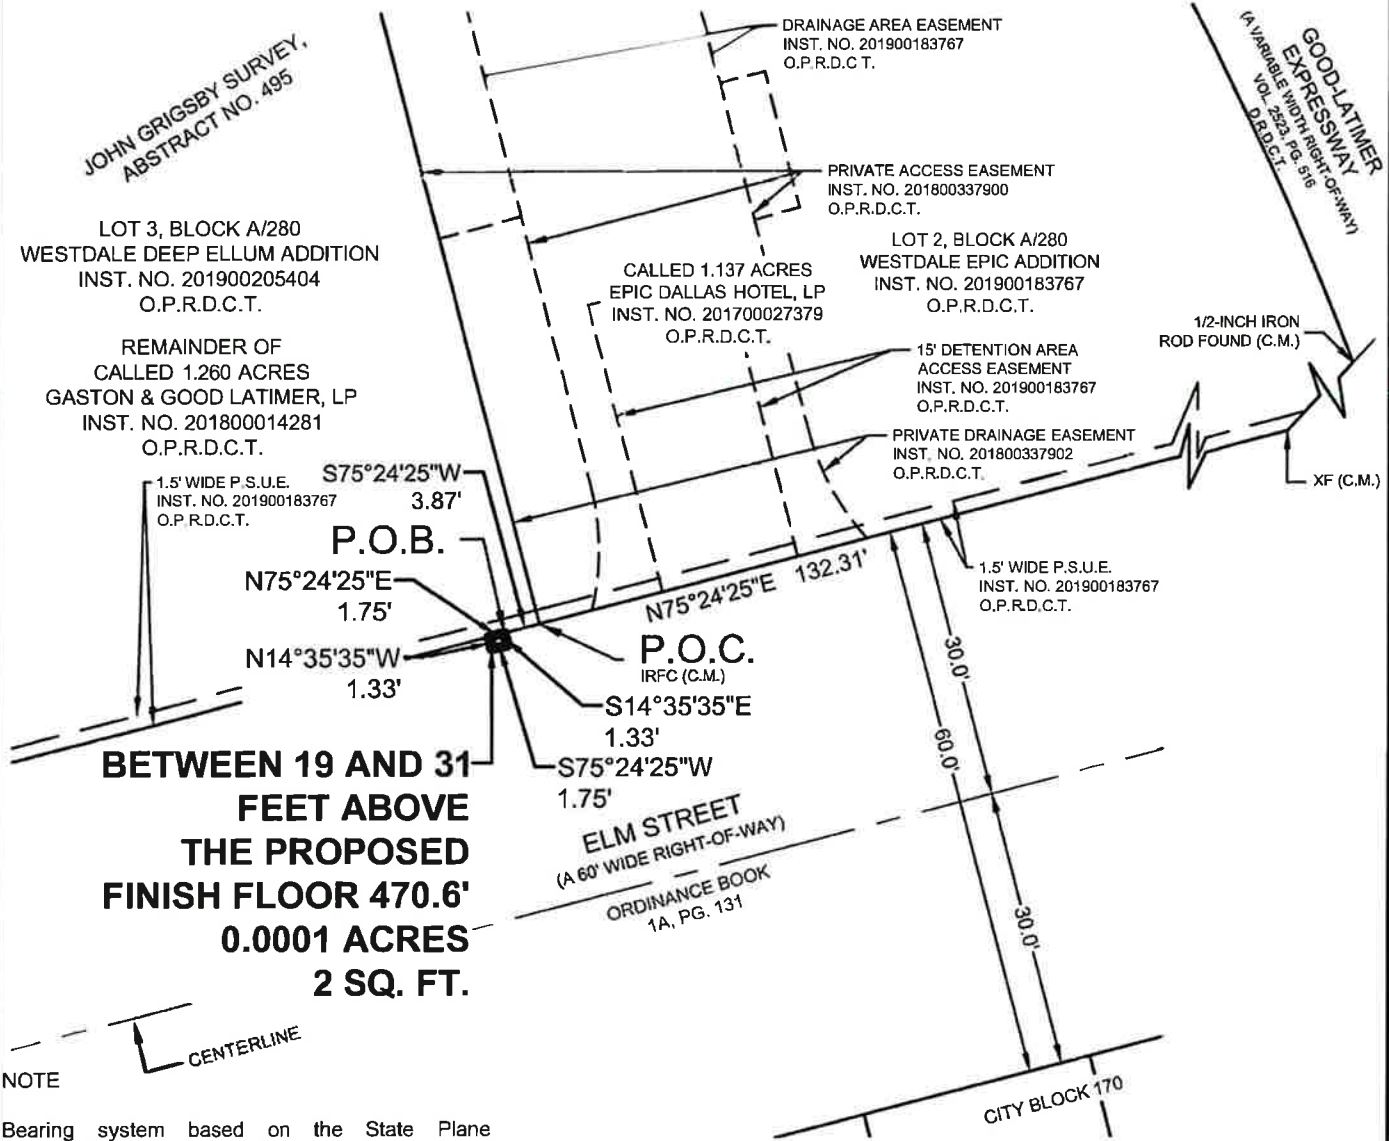 DRAINAGE AREA EASEMENT
INST. NO. 201900183767
O.P.R.D.C.T.
GOOD-LATIMER
EXPRESSWAY
(A VARIABLE WIDTH RIGHT-OF-WAY)
VOL. 2523, PG. 516
D.R.D.C.T.
JOHN GRIGSBY SURVEY,
ABSTRACT NO. 495
PRIVATE ACCESS EASEMENT
INST. NO. 201800337900
O.P.R.D.C.T.
LOT 3, BLOCK A/280
WESTDALE DEEP ELLUM ADDITION
INST. NO. 201900205404
O.P.R.D.C.T.
LOT 2, BLOCK A/280
WESTDALE EPIC ADDITION
INST. NO. 201900183767
O.P.R.D.C.T.
CALLED 1.137 ACRES
EPIC DALLAS HOTEL, LP
INST. NO. 201700027379
O.P.R.D.C.T.
1/2-INCH IRON
ROD FOUND (C.M.)
REMAINDER OF
CALLED 1.260 ACRES
GASTON & GOOD LATIMER, LP
INST. NO. 201800014281
O.P.R.D.C.T.
15' DETENTION AREA
ACCESS EASEMENT
INST. NO. 201900183767
O.P.R.D.C.T.
PRIVATE DRAINAGE EASEMENT
INST. NO. 201800337902
O.P.R.D.C.T.
XF (C.M.)
1.5' WIDE P.S.U.E.
INST. NO. 201900183767
O.P.R.D.C.T.
S75°24'25"W
3.87'
P.O.B.
N75°24'25"E
1.75'
N75°24'25"E 132.31'
1.5' WIDE P.S.U.E.
INST. NO. 201900183767
O.P.R.D.C.T.
N14°35'35"W
1.33'
P.O.C.
IRFC (C.M.)
S14°35'35"E
1.33'
S75°24'25"W
1.75'
30.0'
60.0'
30.0'
BETWEEN 19 AND 31
FEET ABOVE
THE PROPOSED
FINISH FLOOR 470.6'
0.0001 ACRES
2 SQ. FT.
ELM STREET
(A 60' WIDE RIGHT-OF-WAY)
ORDINANCE BOOK
1A, PG. 131
CENTERLINE
CITY BLOCK 170
NOTE
Bearing system based on the State Plane